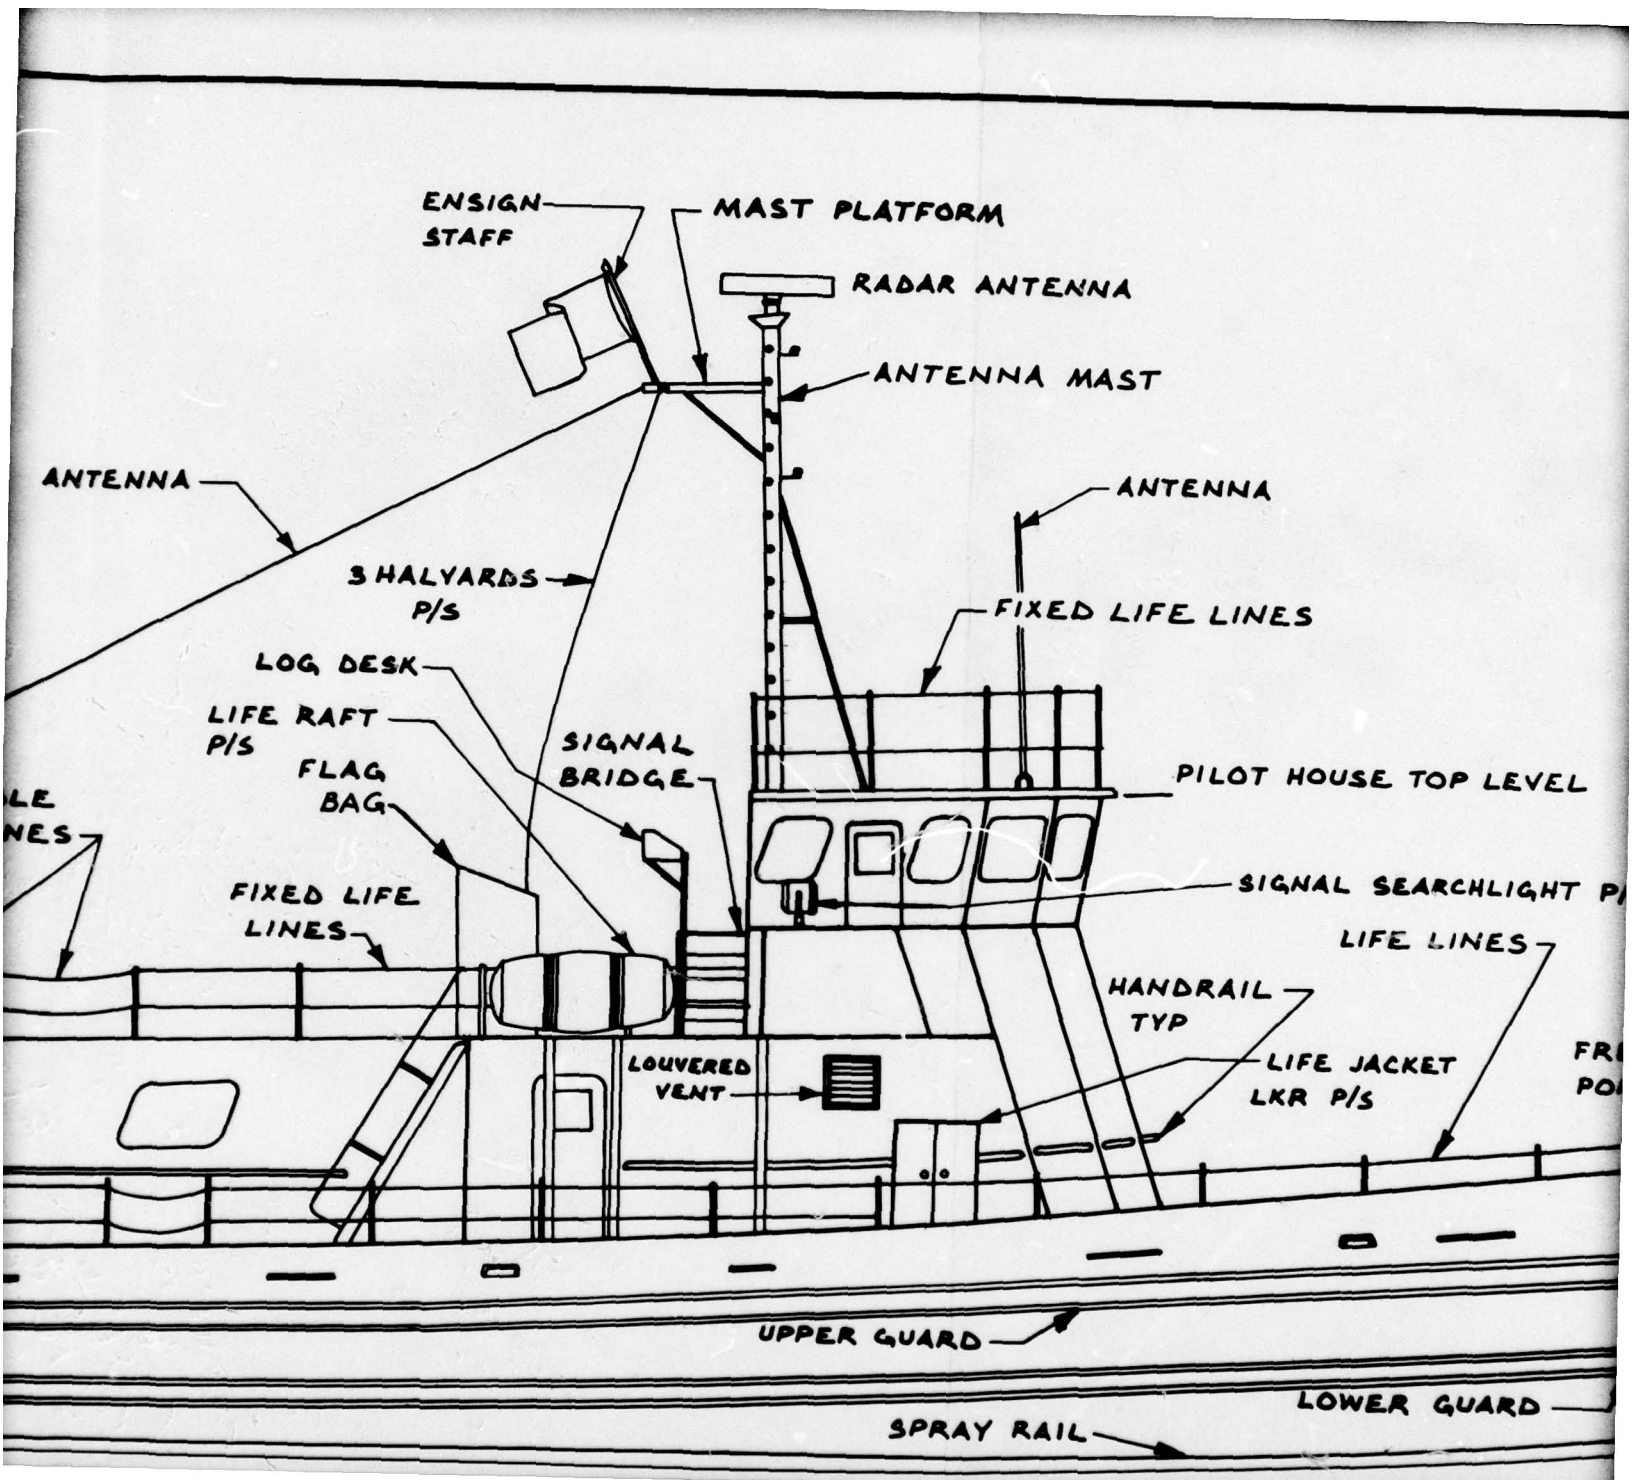 ENSIGN
STAFF
MAST PLATFORM
RADAR ANTENNA
ANTENNA MAST
ANTENNA
ANTENNA
3 HALYARDS
P/S
FIXED LIFE LINES
LOG DESK
LIFE RAFT
P/S
SIGNAL
BRIDGE
FLAG
BAG
PILOT HOUSE TOP LEVEL
FIXED LIFE
LINES
SIGNAL SEARCHLIGHT
LIFE LINES
HANDRAIL
TYP
LOUVERED
VENT
LIFE JACKET
LKR P/S
UPPER GUARD
LOWER GUARD
SPRAY RAIL